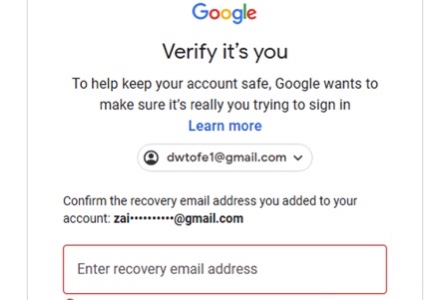 Google
Verify it's you
To help keep your account safe, Google wants to
make sure it's really you trying to sign in
Learn more
dwtofe1@gmail.com
Confirm the recovery email address you added to your
account: zai••••••••••@gmail.com
Enter recovery email address